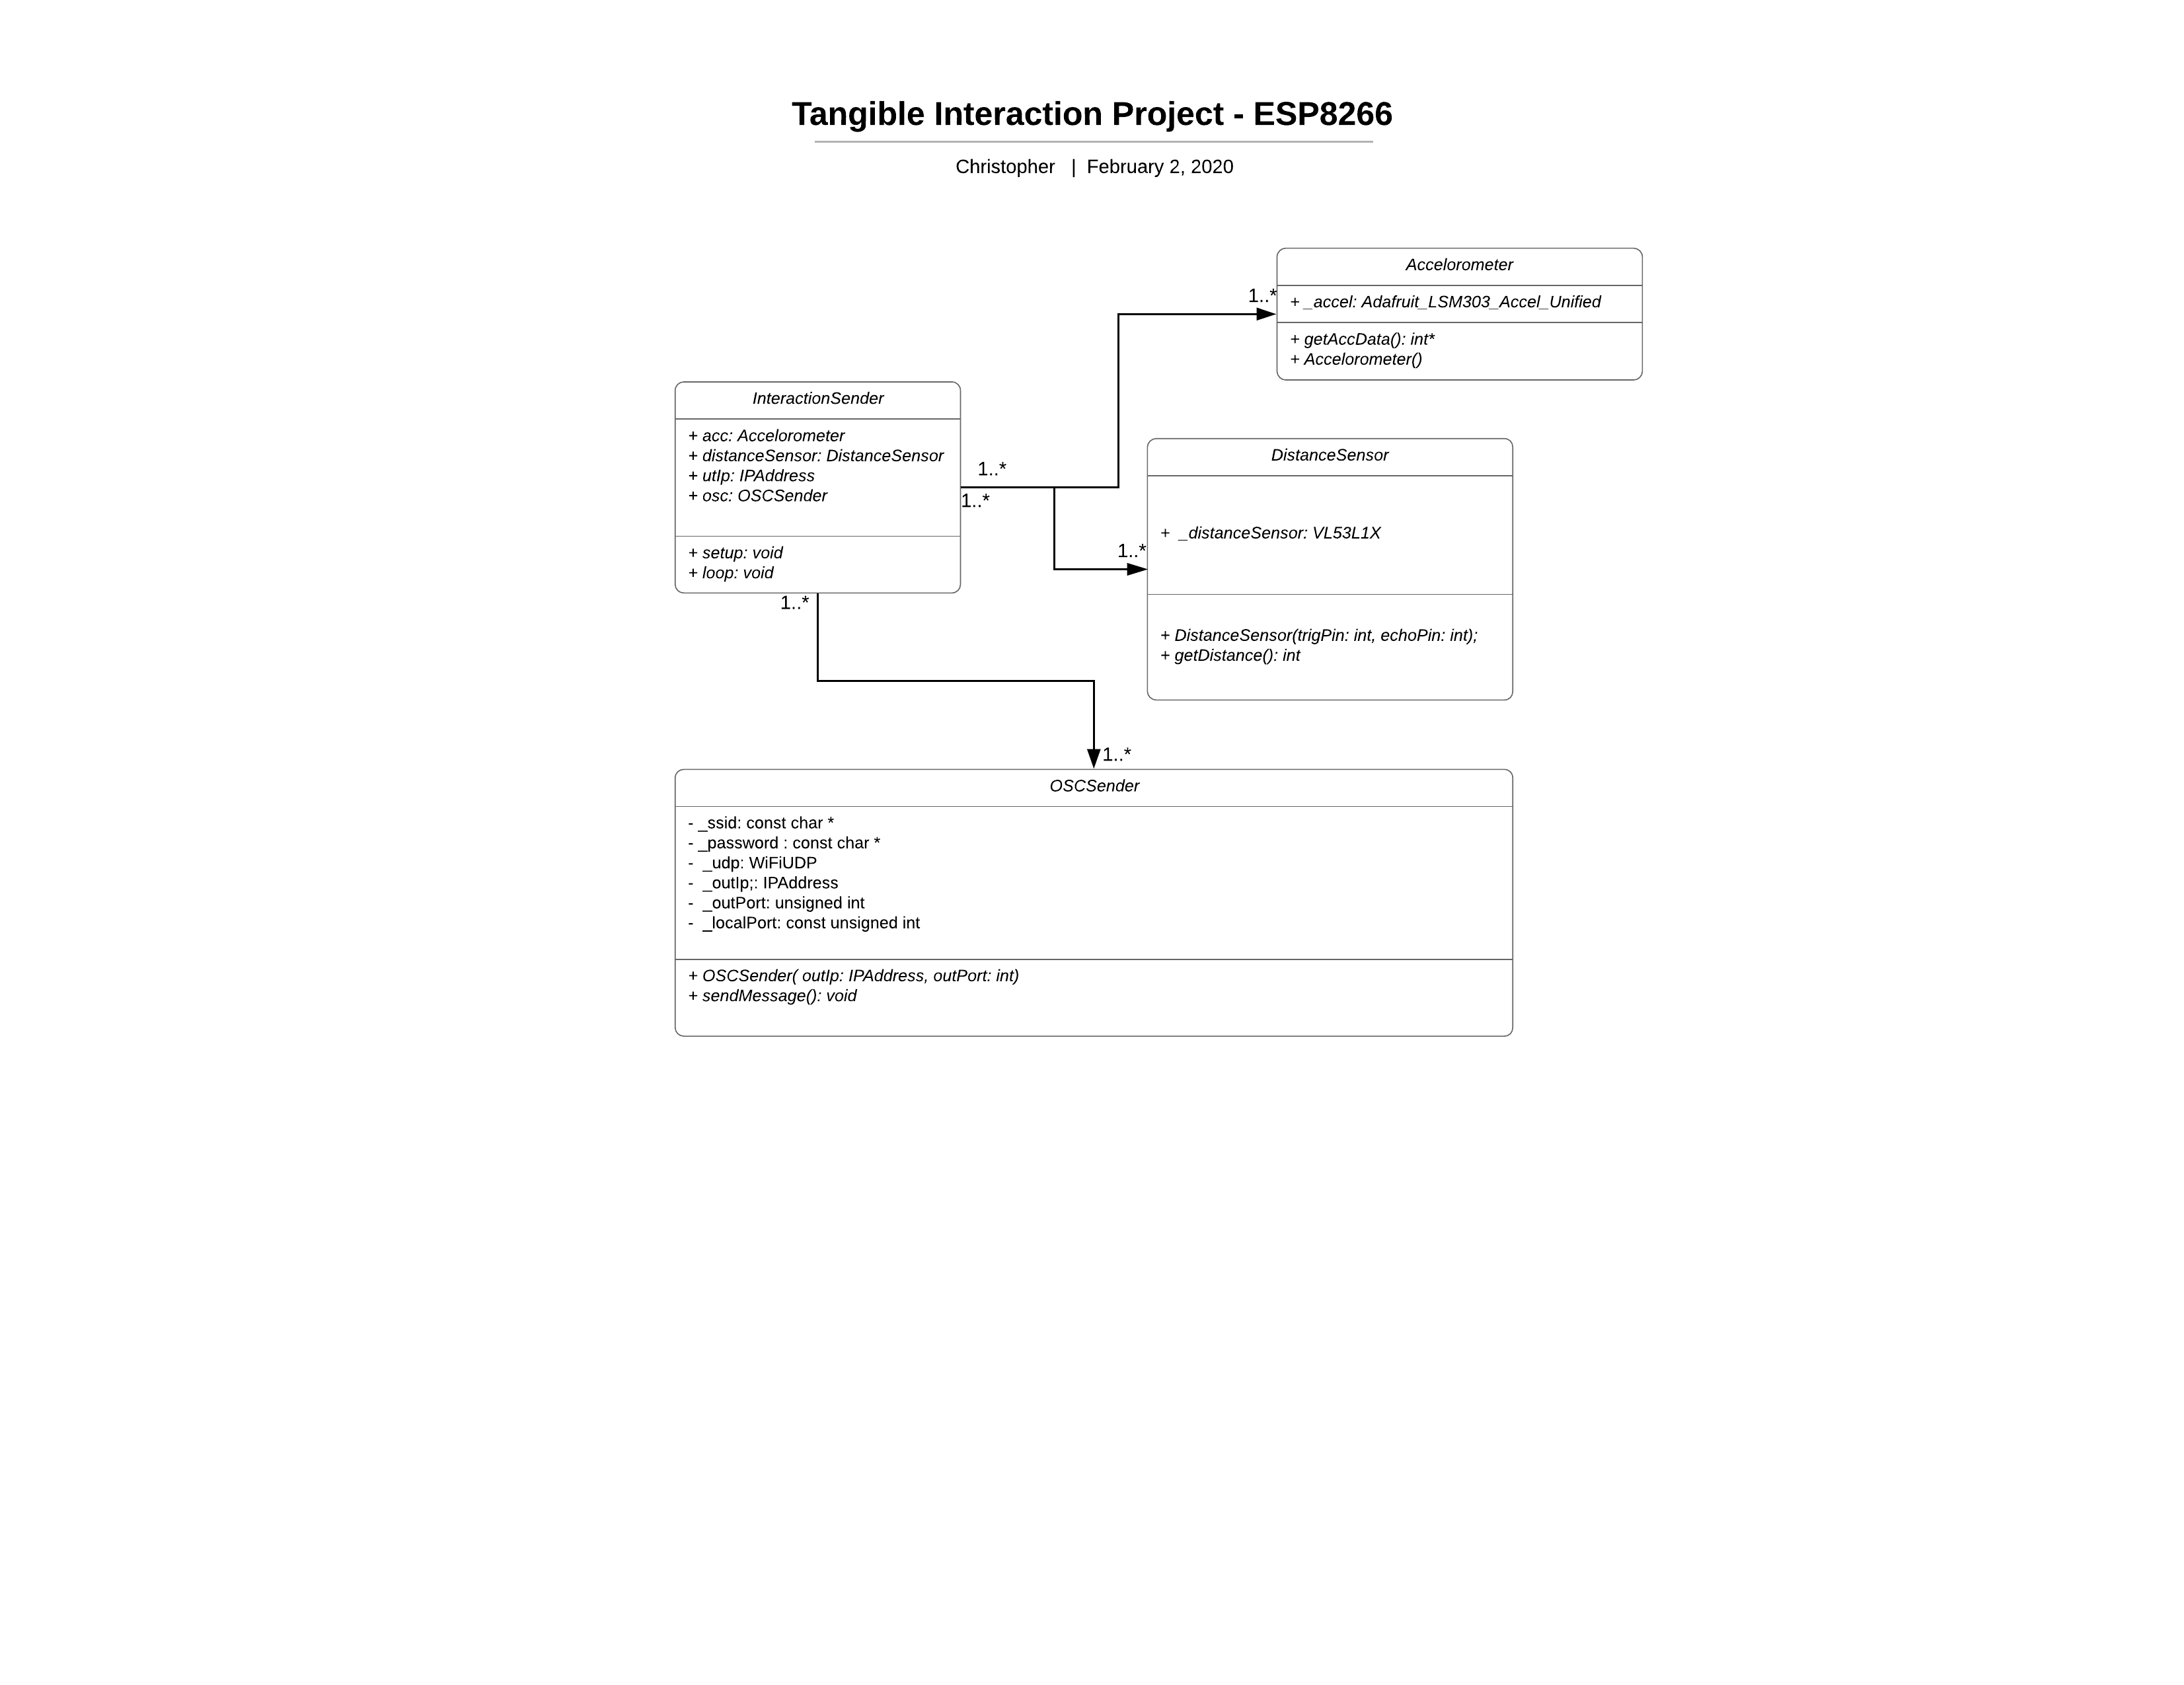 Tangible Interaction Project - ESP8266
Christopher | February 2, 2020
Accelorometer
+ _accel: Adafruit_LSM303_Accel_Unified
+ getAccData(): int*
+ Accelorometer()
1..*
InteractionSender
+ acc: Accelorometer
+ distanceSensor: DistanceSensor
+ utIp: IPAddress
+ osc: OSCSender
+ setup: void
+ loop: void
1..*
1..*
DistanceSensor
+ _distanceSensor: VL53L1X
+ DistanceSensor(trigPin: int, echoPin: int);
+ getDistance(): int
1..*
1..*
1..*
OSCSender
- _ssid: const char *
- _password : const char *
- _udp: WiFiUDP
- _outIp;: IPAddress
- _outPort: unsigned int
- _localPort: const unsigned int
+ OSCSender( outIp: IPAddress, outPort: int)
+ sendMessage(): void